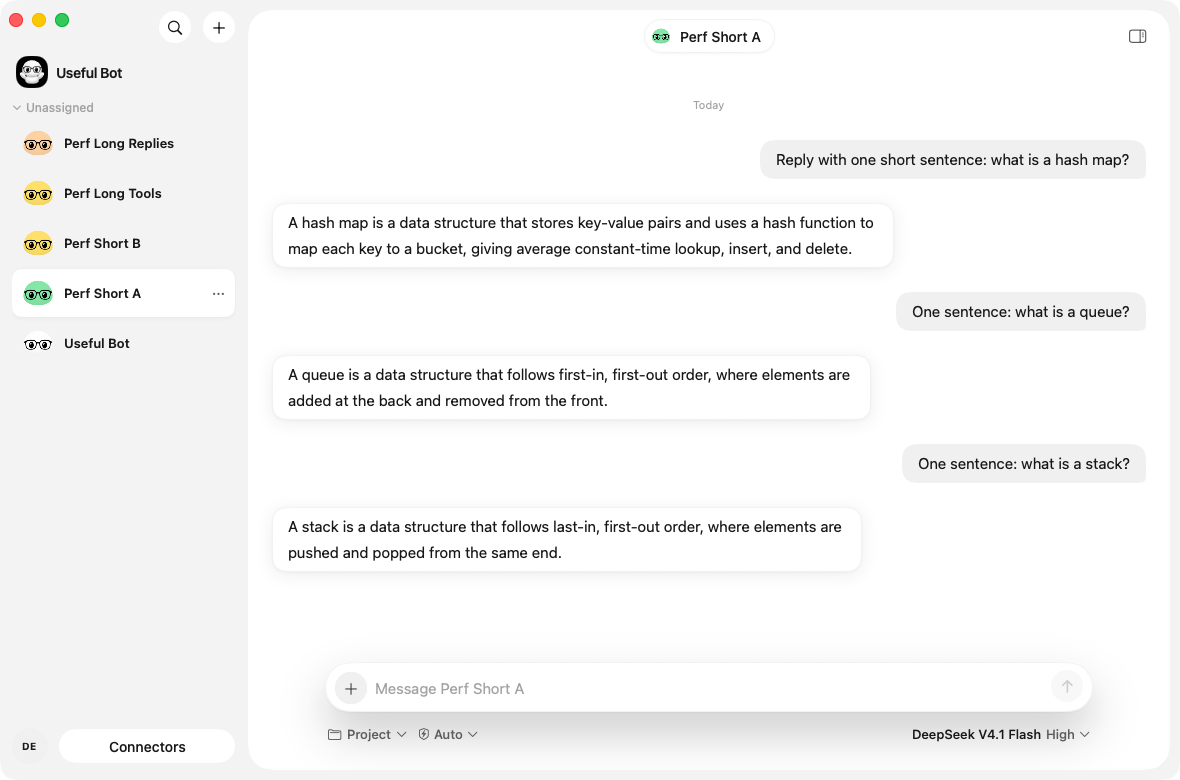 Perf Short A
Useful Bot
Unassigned
Perf Long Replies
Perf Long Tools
Perf Short B
Perf Short A
Useful Bot
DE
Connectors
Today
Reply with one short sentence: what is a hash map?
A hash map is a data structure that stores key-value pairs and uses a hash function to
map each key to a bucket, giving average constant-time lookup, insert, and delete.
One sentence: what is a queue?
A queue is a data structure that follows first-in, first-out order, where elements are
added at the back and removed from the front.
One sentence: what is a stack?
A stack is a data structure that follows last-in, first-out order, where elements are
pushed and popped from the same end.
Message Perf Short A
Project
Auto
DeepSeek V4.1 Flash High